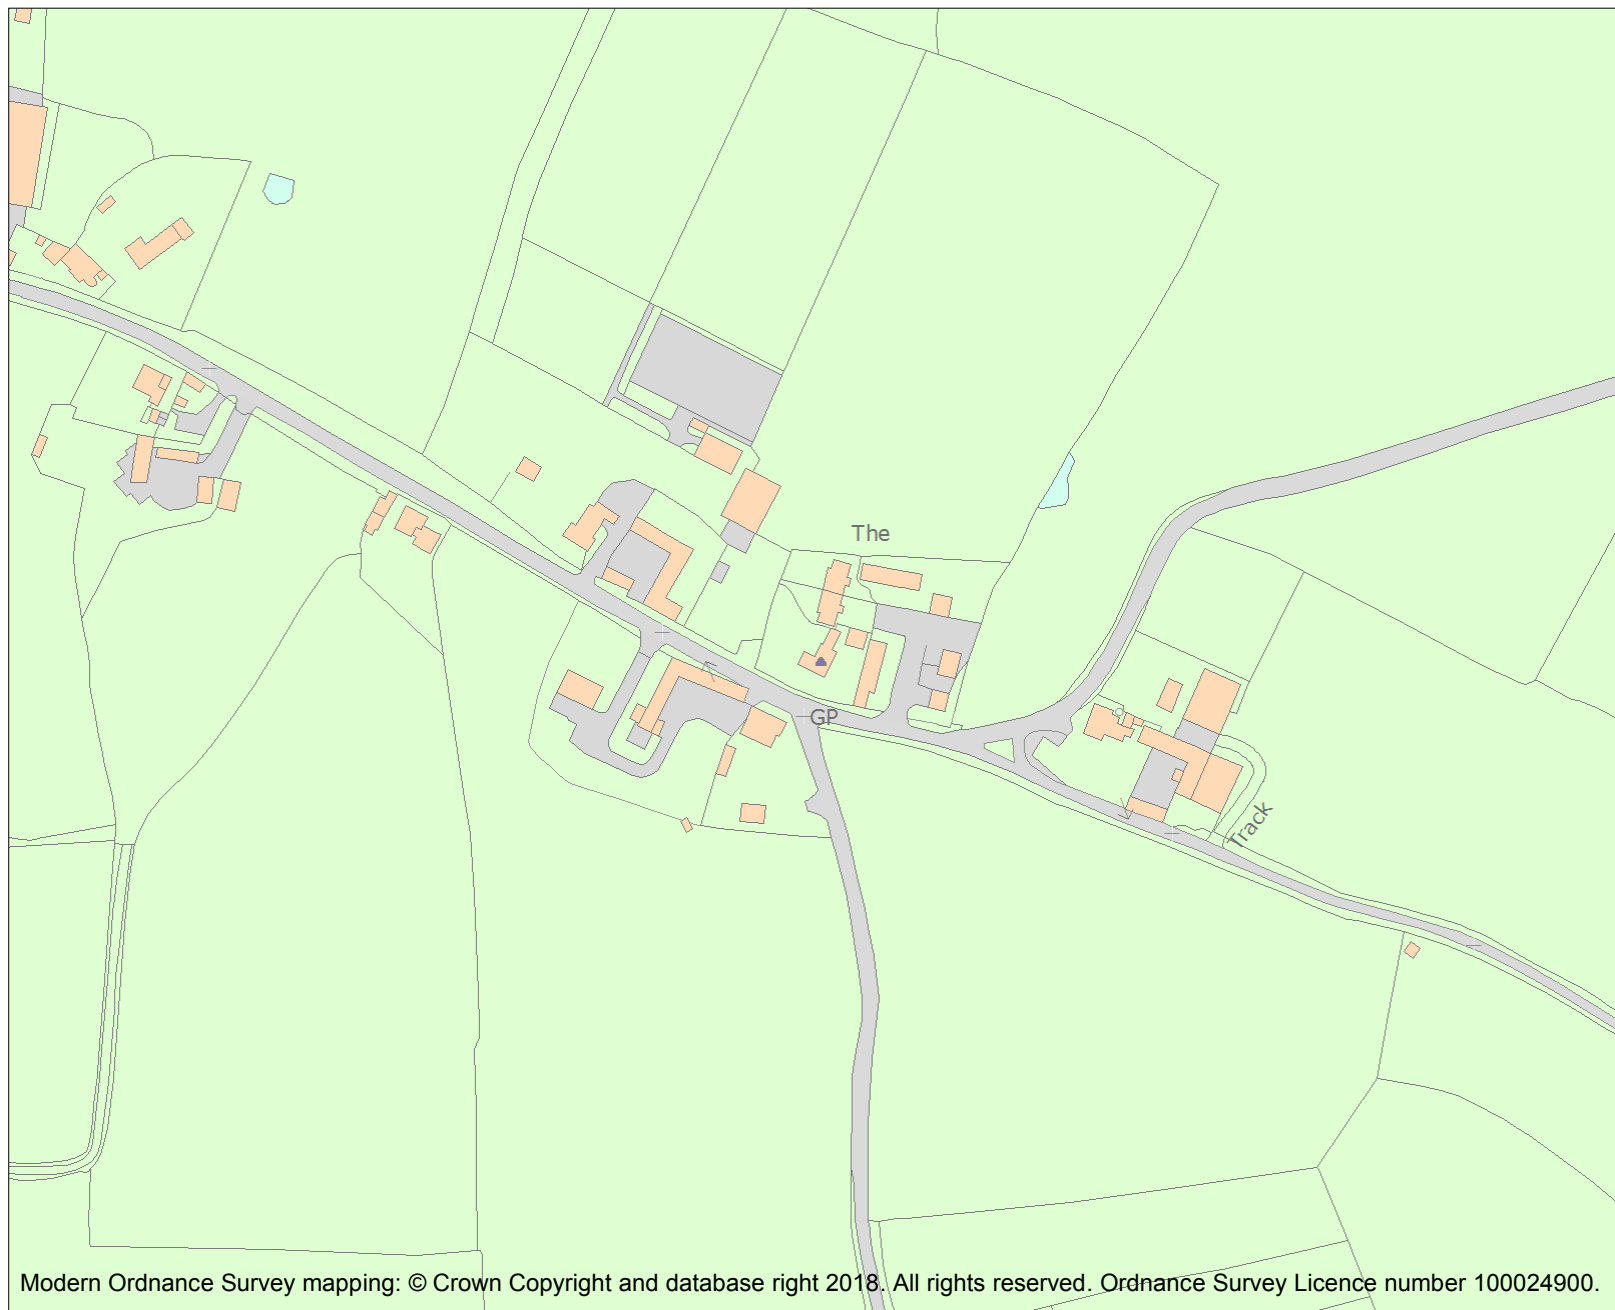 The
GP
Track
Modern Ordnance Survey mapping: © Crown Copyright and database right 2018. All rights reserved. Ordnance Survey Licence number 100024900.